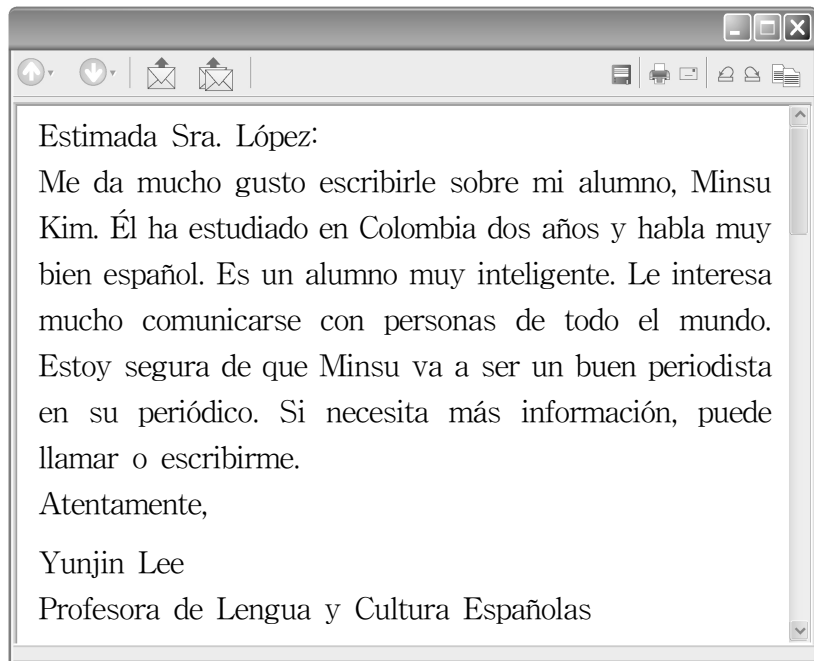 Estimada Sra. López:
Me da mucho gusto escribirle sobre mi alumno, Minsu
Kim. Él ha estudiado en Colombia dos años y habla muy
bien español. Es un alumno muy inteligente. Le interesa
mucho comunicarse con personas de todo el mundo.
Estoy segura de que Minsu va a ser un buen periodista
en su periódico. Si necesita más información, puede
llamar o escribirme.
Atentamente,
Yunjin Lee
Profesora de Lengua y Cultura Españolas